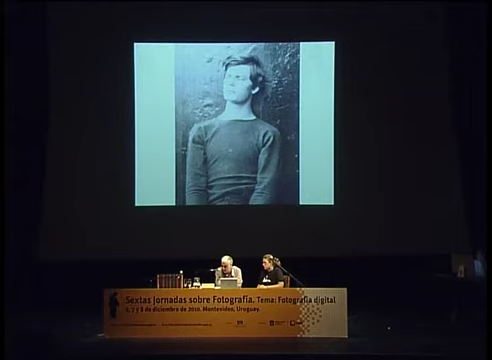 Sextas Jornadas sobre Fotografía. Tema: Fotografía digital
6, 7 y 8 de diciembre de 2010. Montevideo, Uruguay.